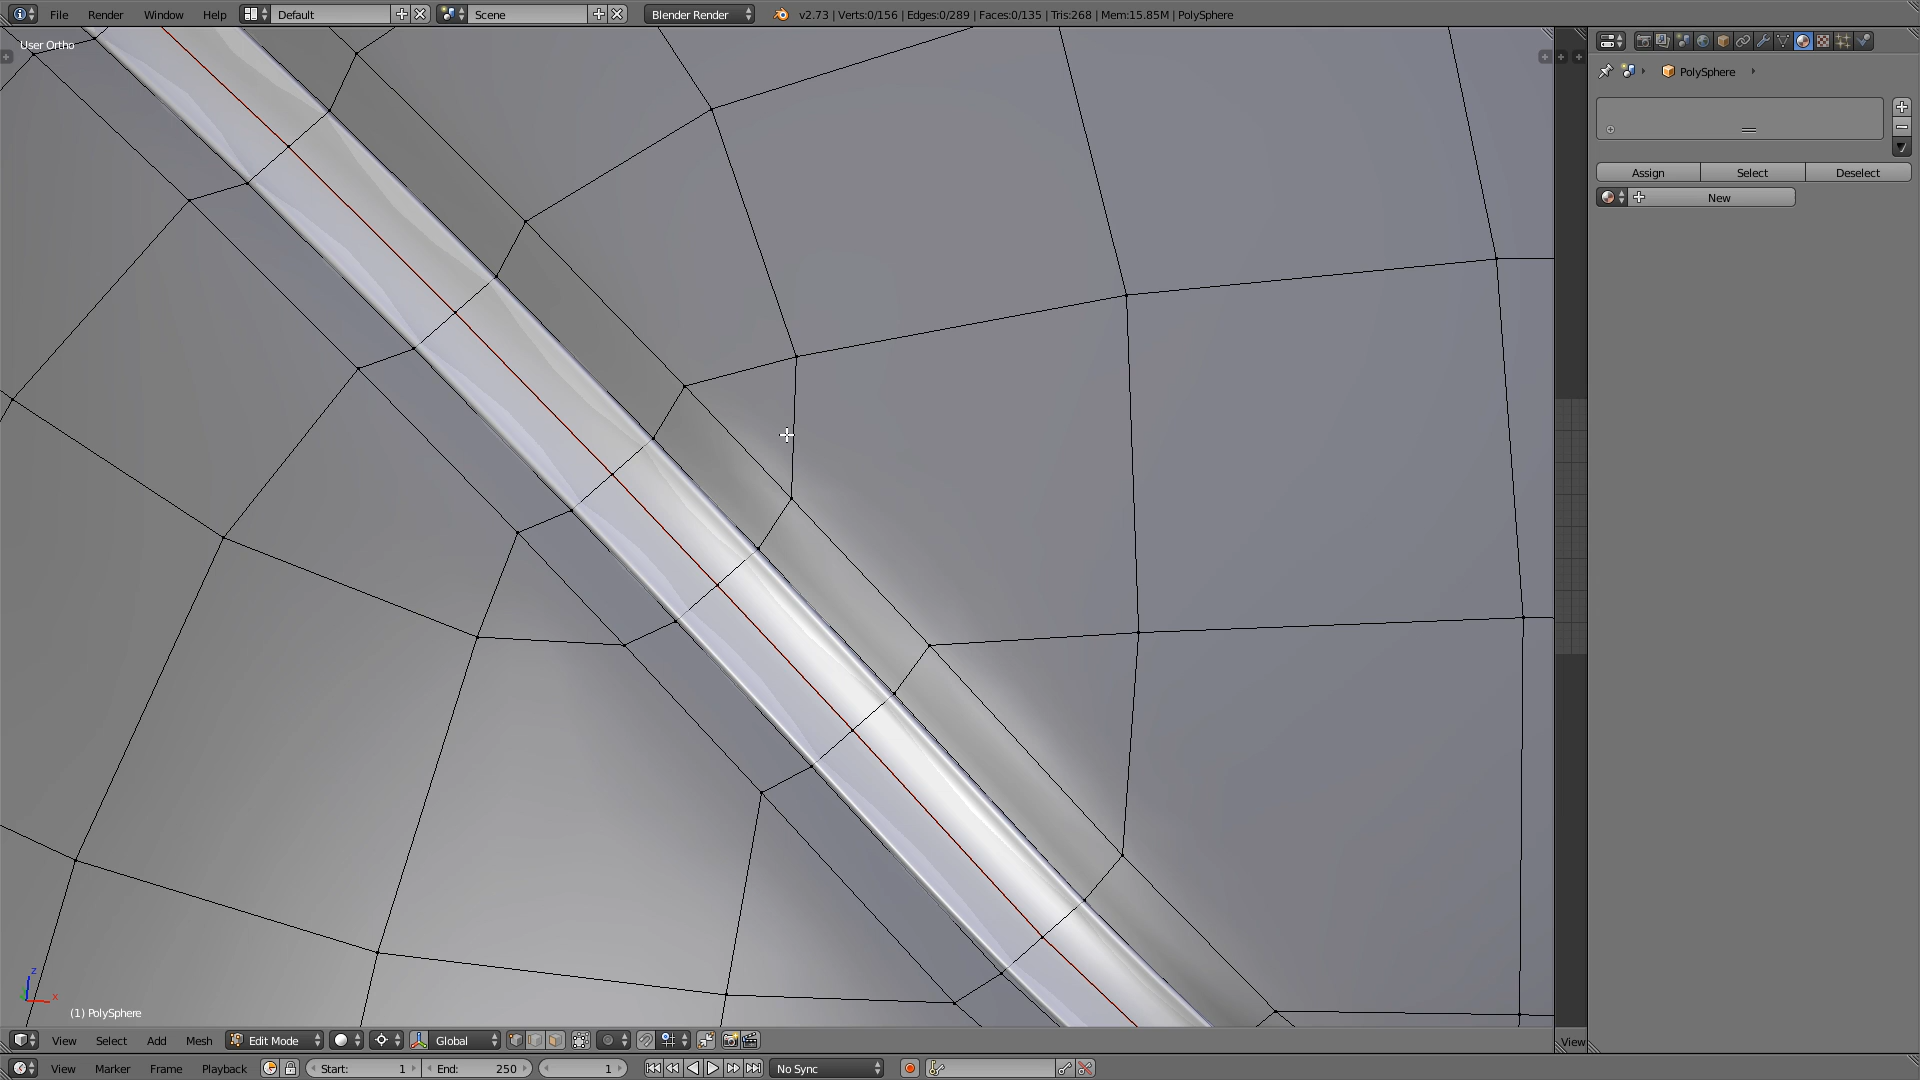 File Render Window Help Default Scene Blender Render v2.73 | Verts:0/156 | Edges:0/289 | Faces:0/135 | Tris:268 | Mem:15.85M | PolySphere
User Ortho
PolySphere
Assign Select Deselect
New
z
x
(1) PolySphere
View Select Add Mesh Edit Mode Global View
View Marker Frame Playback Start: 1 End: 250 1 No Sync